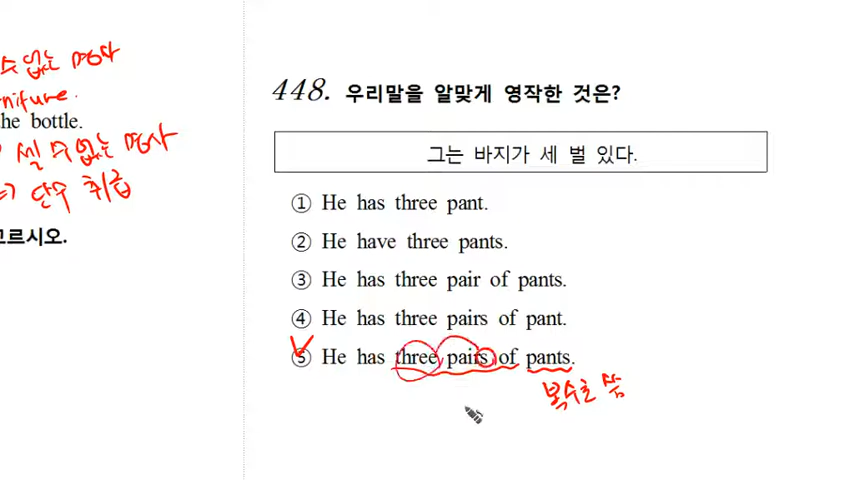 수 없는 명사
niture.
he bottle.
셀 수 없는 명사
⇒ 단수 취급
고르시오.
448. 우리말을 알맞게 영작한 것은?
그는 바지가 세 벌 있다.
① He has three pant.
② He have three pants.
③ He has three pair of pants.
④ He has three pairs of pant.
⑤ He has three pairs of pants.
복수로 씀